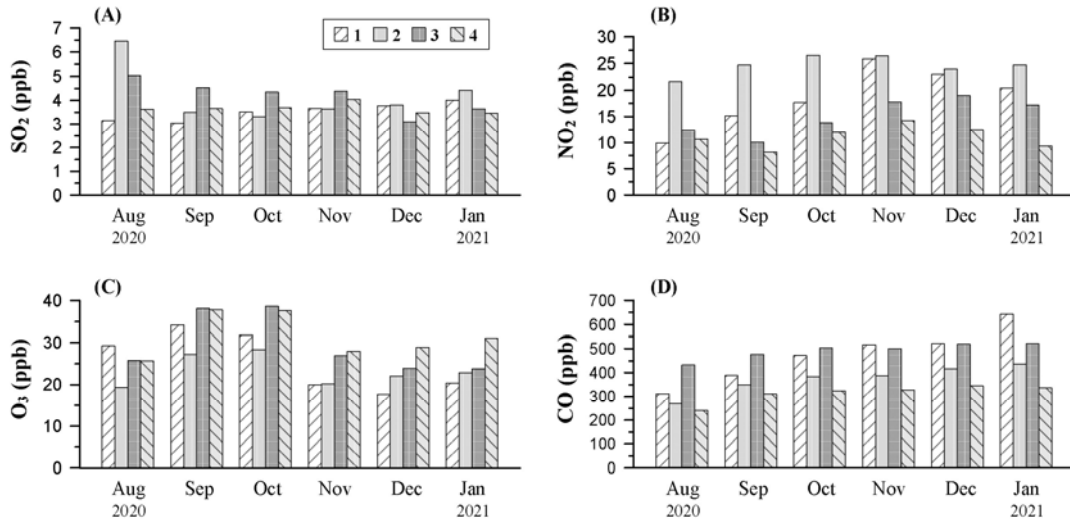 (A)
1 2 3 4
SO₂ (ppb)
7
6
5
4
3
2
1
0
Aug Sep Oct Nov Dec Jan
2020 2021
(B)
NO₂ (ppb)
30
25
20
15
10
5
0
Aug Sep Oct Nov Dec Jan
2020 2021
(C)
O₃ (ppb)
40
30
20
10
0
Aug Sep Oct Nov Dec Jan
2020 2021
(D)
CO (ppb)
700
600
500
400
300
200
100
0
Aug Sep Oct Nov Dec Jan
2020 2021